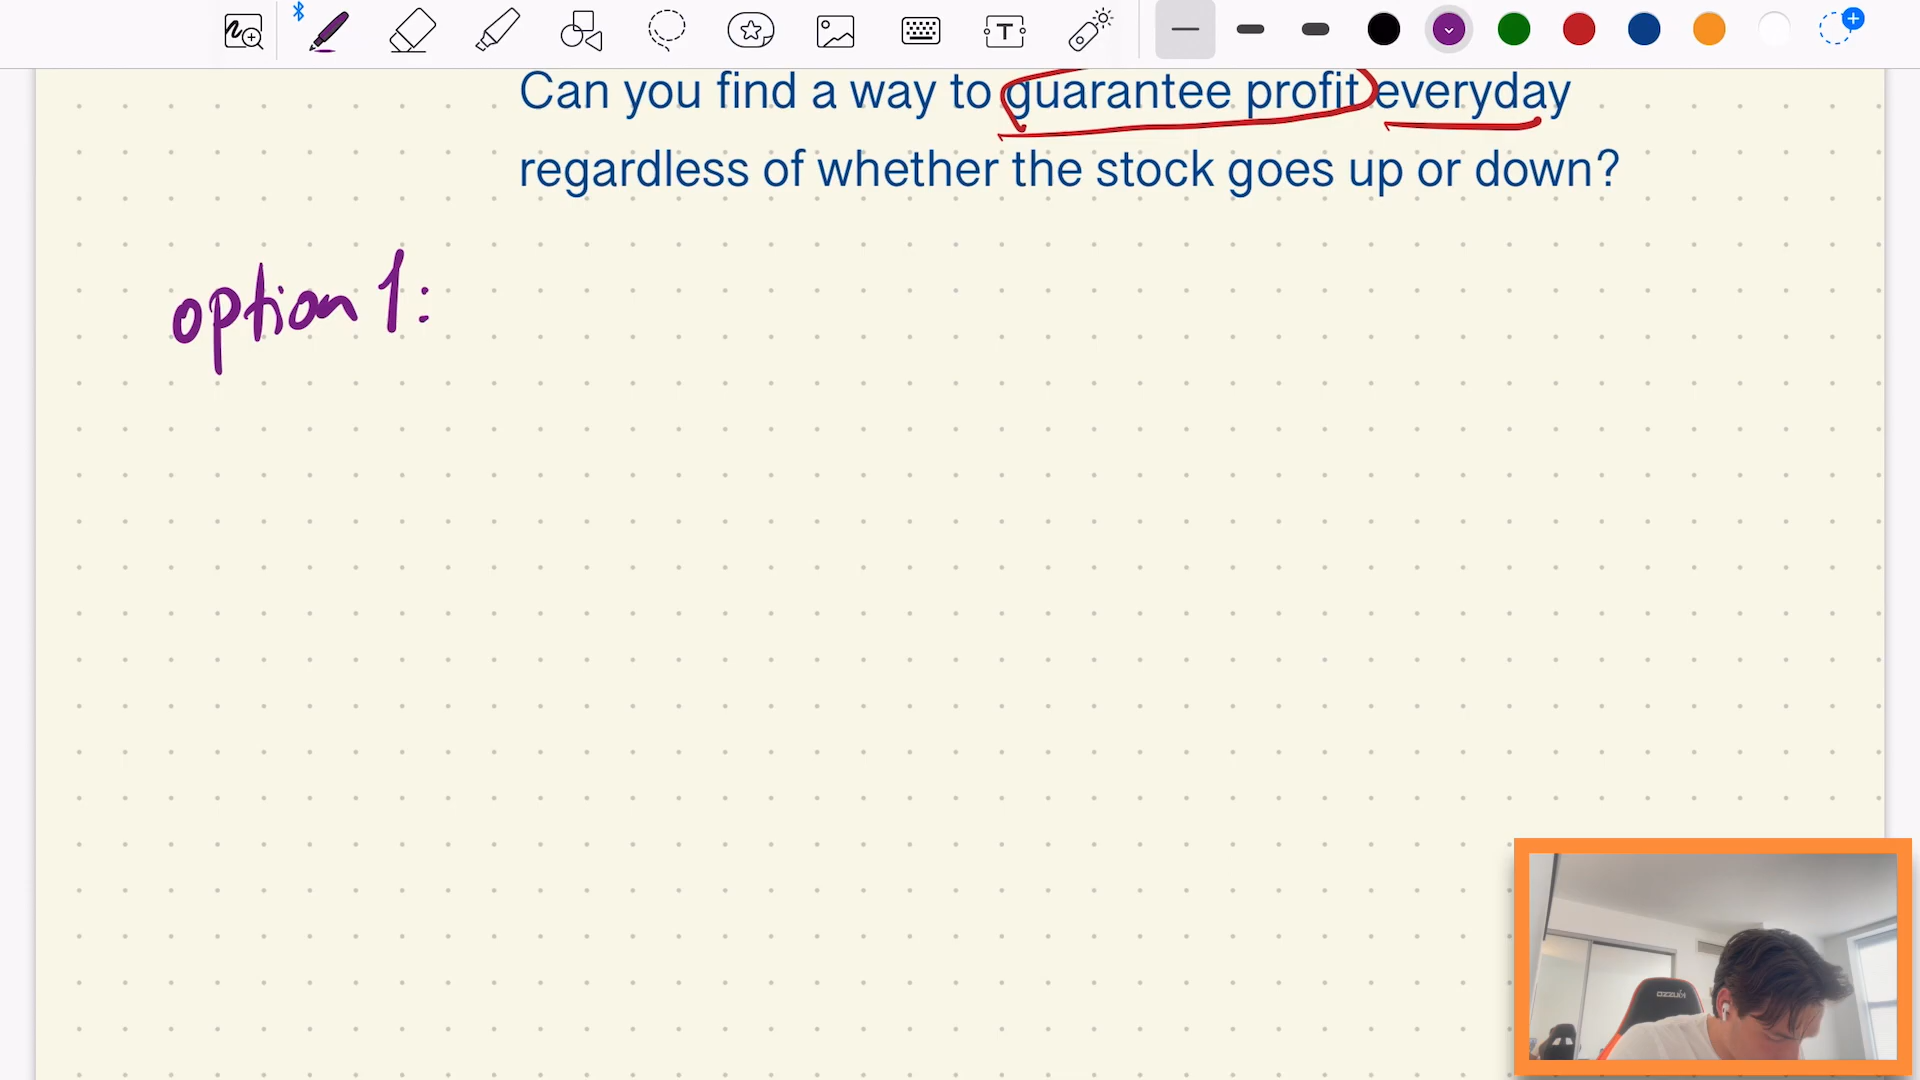 Can you find a way to guarantee profit everyday
regardless of whether the stock goes up or down?
option 1:
T